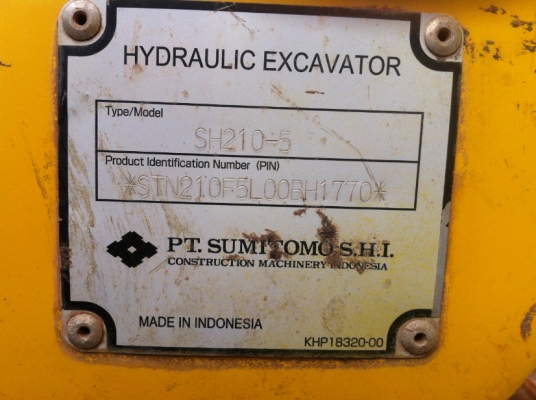 HYDRAULIC EXCAVATOR
Type/Model
SH210-5
Product Identification Number (PIN)
*STN210F5L00BH1770*
PT. SUMITOMO S.H.I.
CONSTRUCTION MACHINERY INDONESIA
MADE IN INDONESIA
KHP18320-00